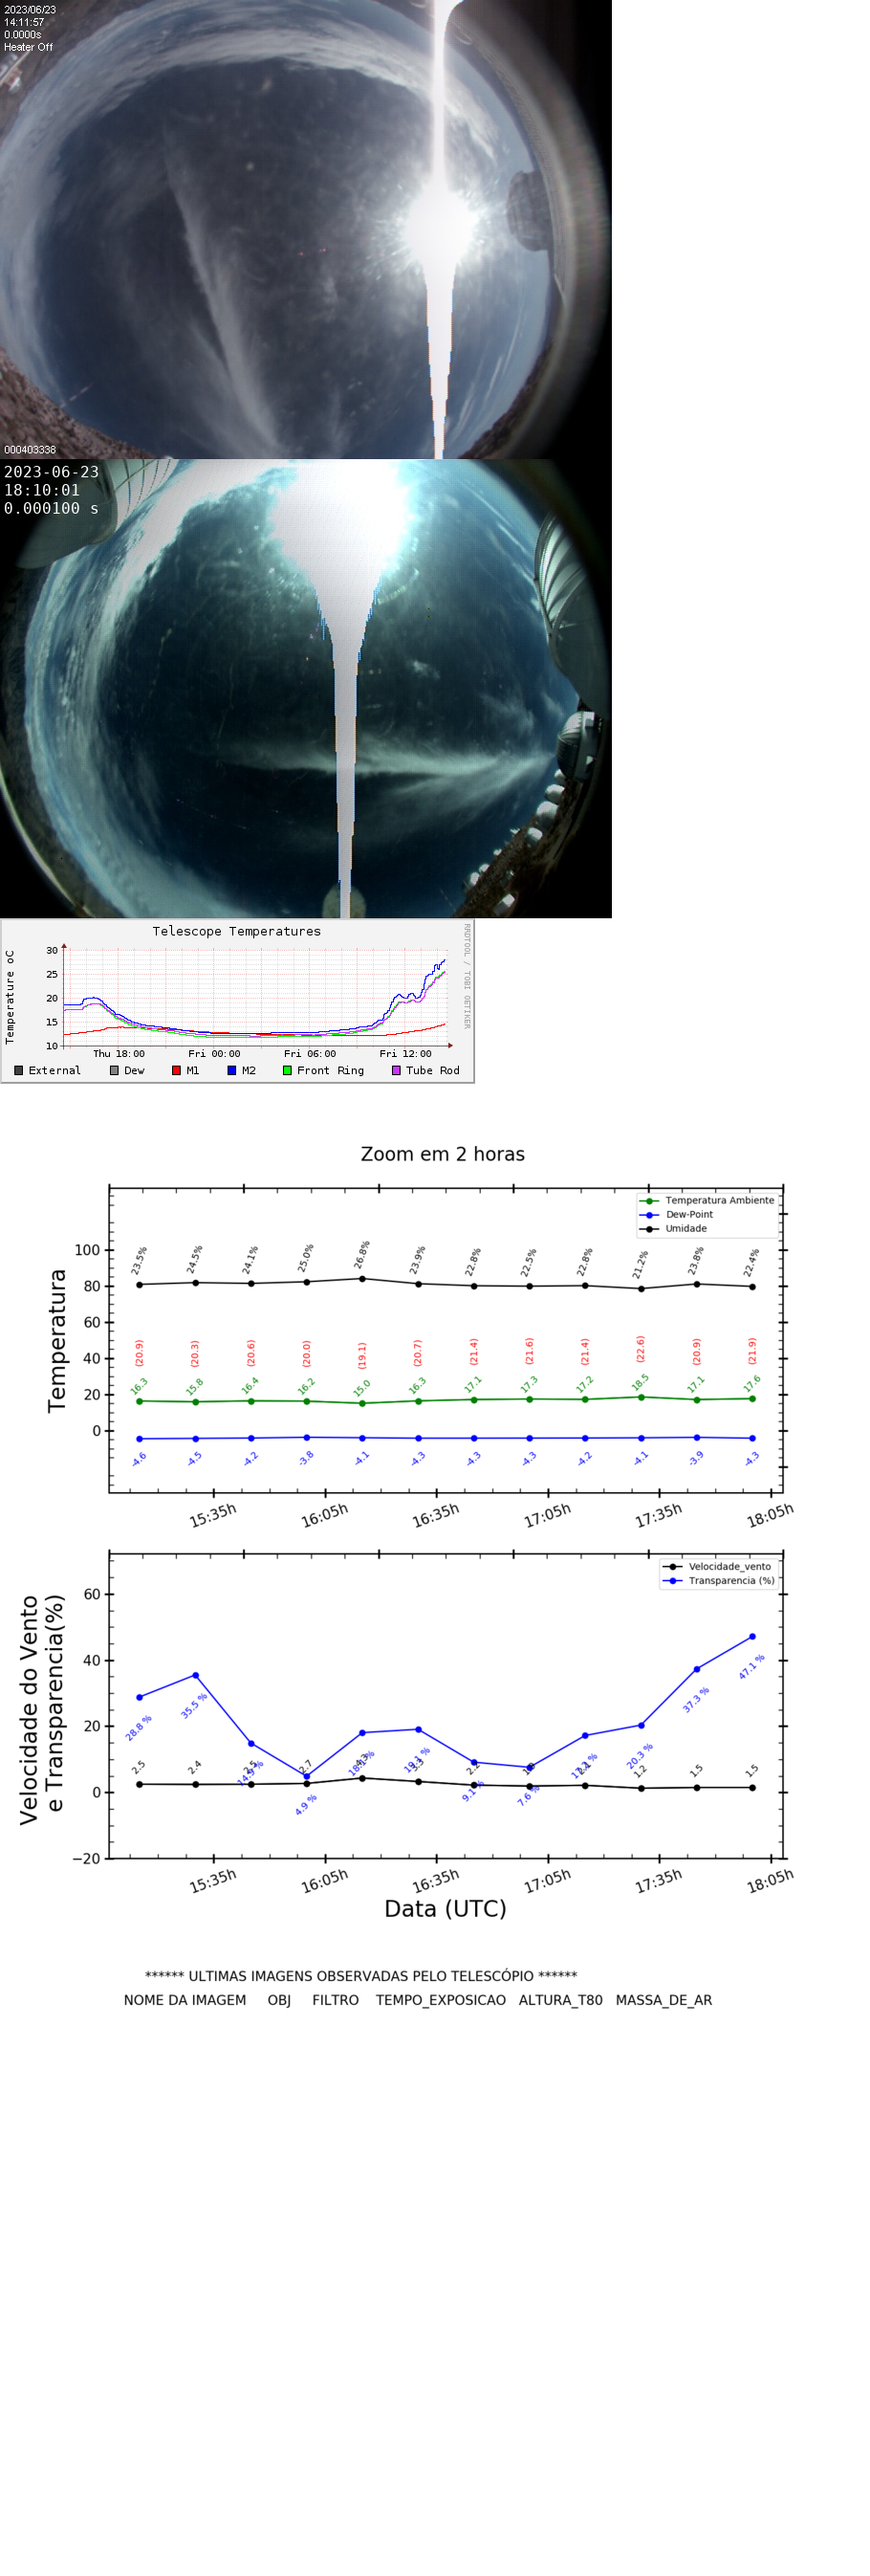 2023/06/23
14:11:57
0.0000s
Heater Off
000403338
2023-06-23
18:10:01
0.000100 s
Telescope Temperatures
RRDTOOL / TOBI OETIKER
Temperature oC
30
25
20
15
10
Thu 18:00 Fri 00:00 Fri 06:00 Fri 12:00
External Dew M1 M2 Front Ring Tube Rod
Zoom em 2 horas
Temperatura Ambiente
Dew-Point
Umidade
Temperatura
100
80
60
40
20
0
23.5% 24.5% 24.1% 25.0% 26.8% 23.9% 22.8% 22.5% 22.8% 21.2% 23.8% 22.4%
(20.9) (20.3) (20.6) (20.0) (19.1) (20.7) (21.4) (21.6) (21.4) (22.6) (20.9) (21.9)
16.3 15.8 16.4 16.2 15.0 16.3 17.1 17.3 17.2 18.5 17.1 17.6
-4.6 -4.5 -4.2 -3.8 -4.1 -4.3 -4.3 -4.3 -4.2 -4.1 -3.9 -4.3
15:35h 16:05h 16:35h 17:05h 17:35h 18:05h
Velocidade_vento
Transparencia (%)
Velocidade do Vento
e Transparencia(%)
60
40
20
0
−20
28.8 % 35.5 % 4.9 % 7.6 % 20.3 % 37.3 % 47.1 %
2.5 2.4 2.7 1.2 1.5 1.5
15:35h 16:05h 16:35h 17:05h 17:35h 18:05h
Data (UTC)
****** ULTIMAS IMAGENS OBSERVADAS PELO TELESCÓPIO ******
NOME DA IMAGEM OBJ FILTRO TEMPO_EXPOSICAO ALTURA_T80 MASSA_DE_AR